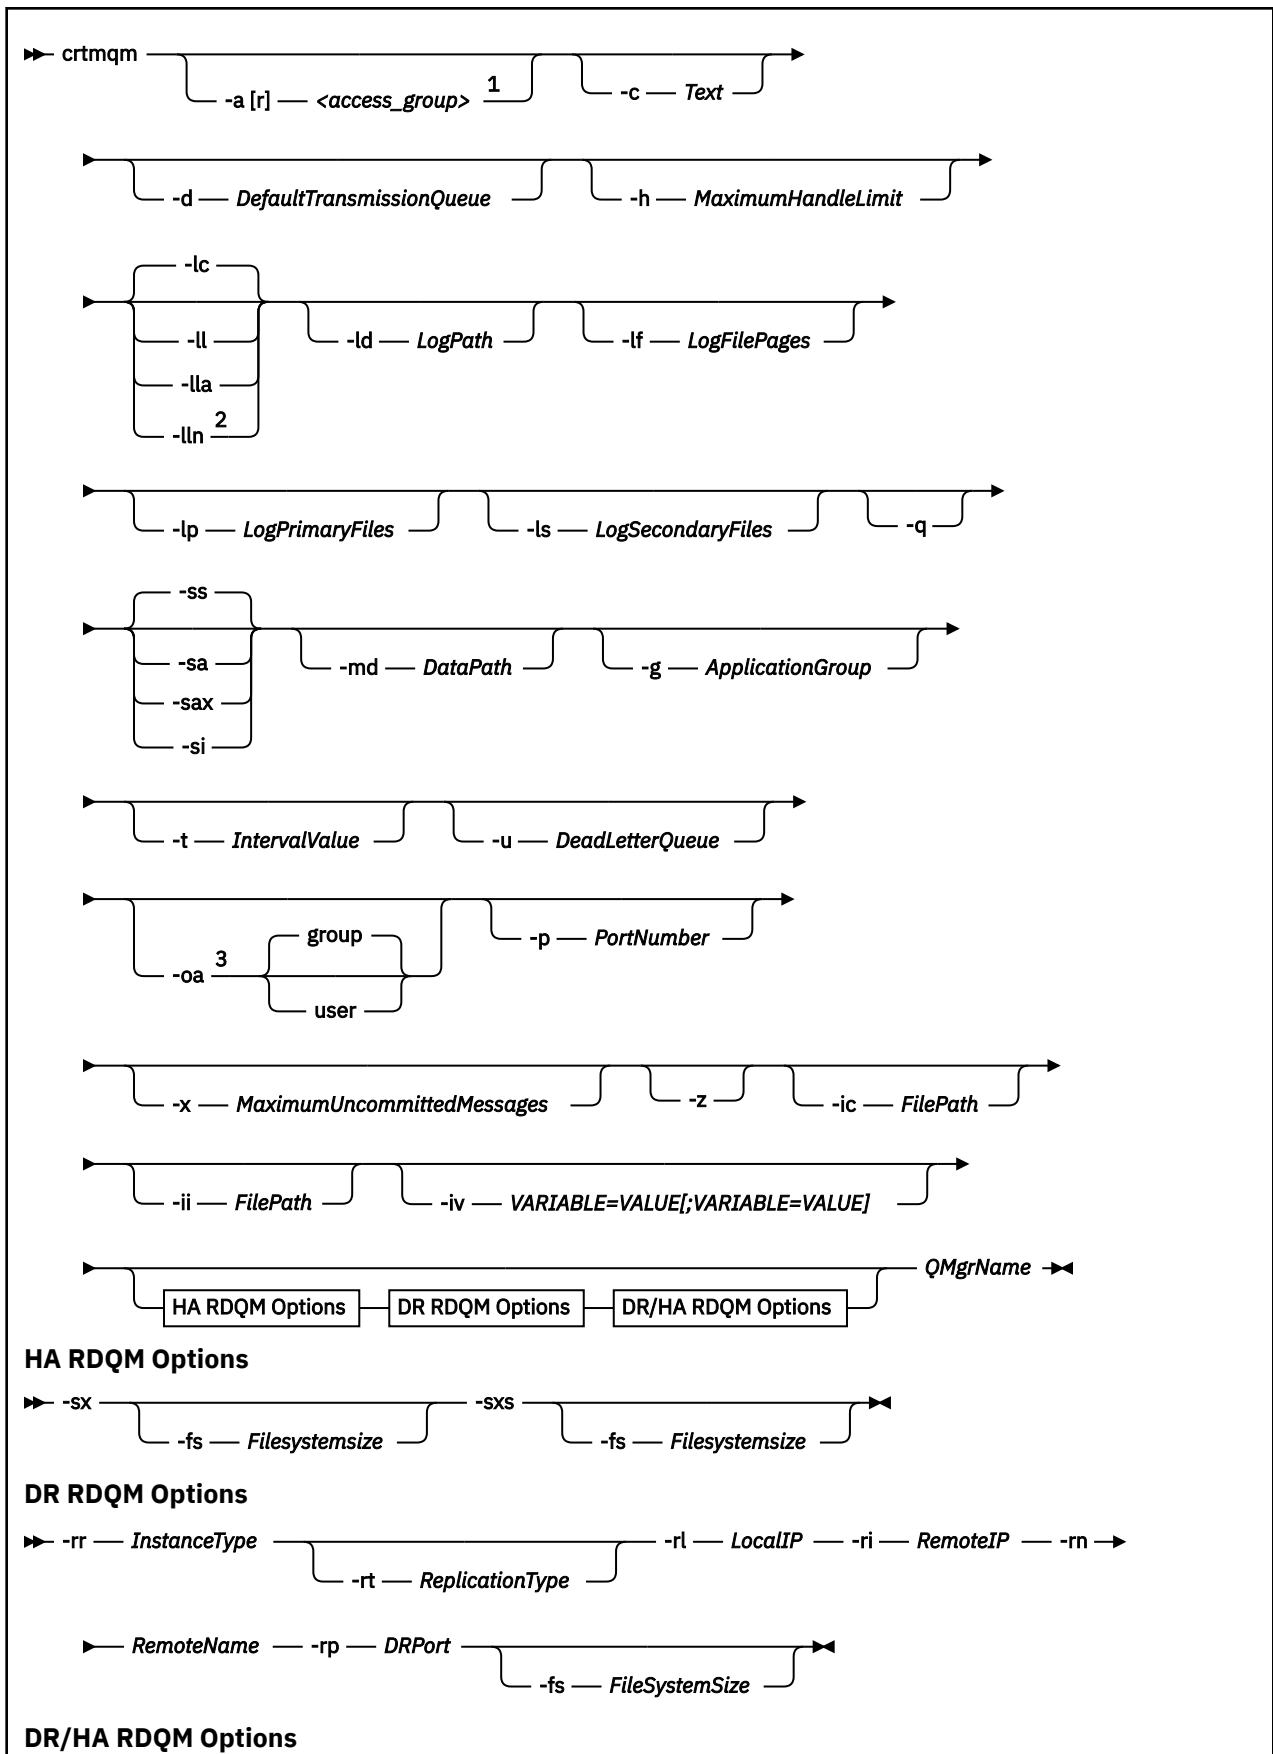 crtmqm
-a [r] <access_group> 1 -c Text
-d DefaultTransmissionQueue -h MaximumHandleLimit
-lc
-ll -ld LogPath -lf LogFilePages
-lla
-lln 2
-lp LogPrimaryFiles -ls LogSecondaryFiles -q
-ss
-sa -md DataPath -g ApplicationGroup
-sax
-si
-t IntervalValue -u DeadLetterQueue
group -p PortNumber
-oa 3
user
-x MaximumUncommittedMessages -z -ic FilePath
-ii FilePath -iv VARIABLE=VALUE[;VARIABLE=VALUE]
QMgrName
HA RDQM Options DR RDQM Options DR/HA RDQM Options
HA RDQM Options
-sx -sxs
-fs Filesystemsize -fs Filesystemsize
DR RDQM Options
-rr InstanceType -rl LocalIP -ri RemoteIP -rn
-rt ReplicationType
RemoteName -rp DRPort
-fs FileSystemSize
DR/HA RDQM Options